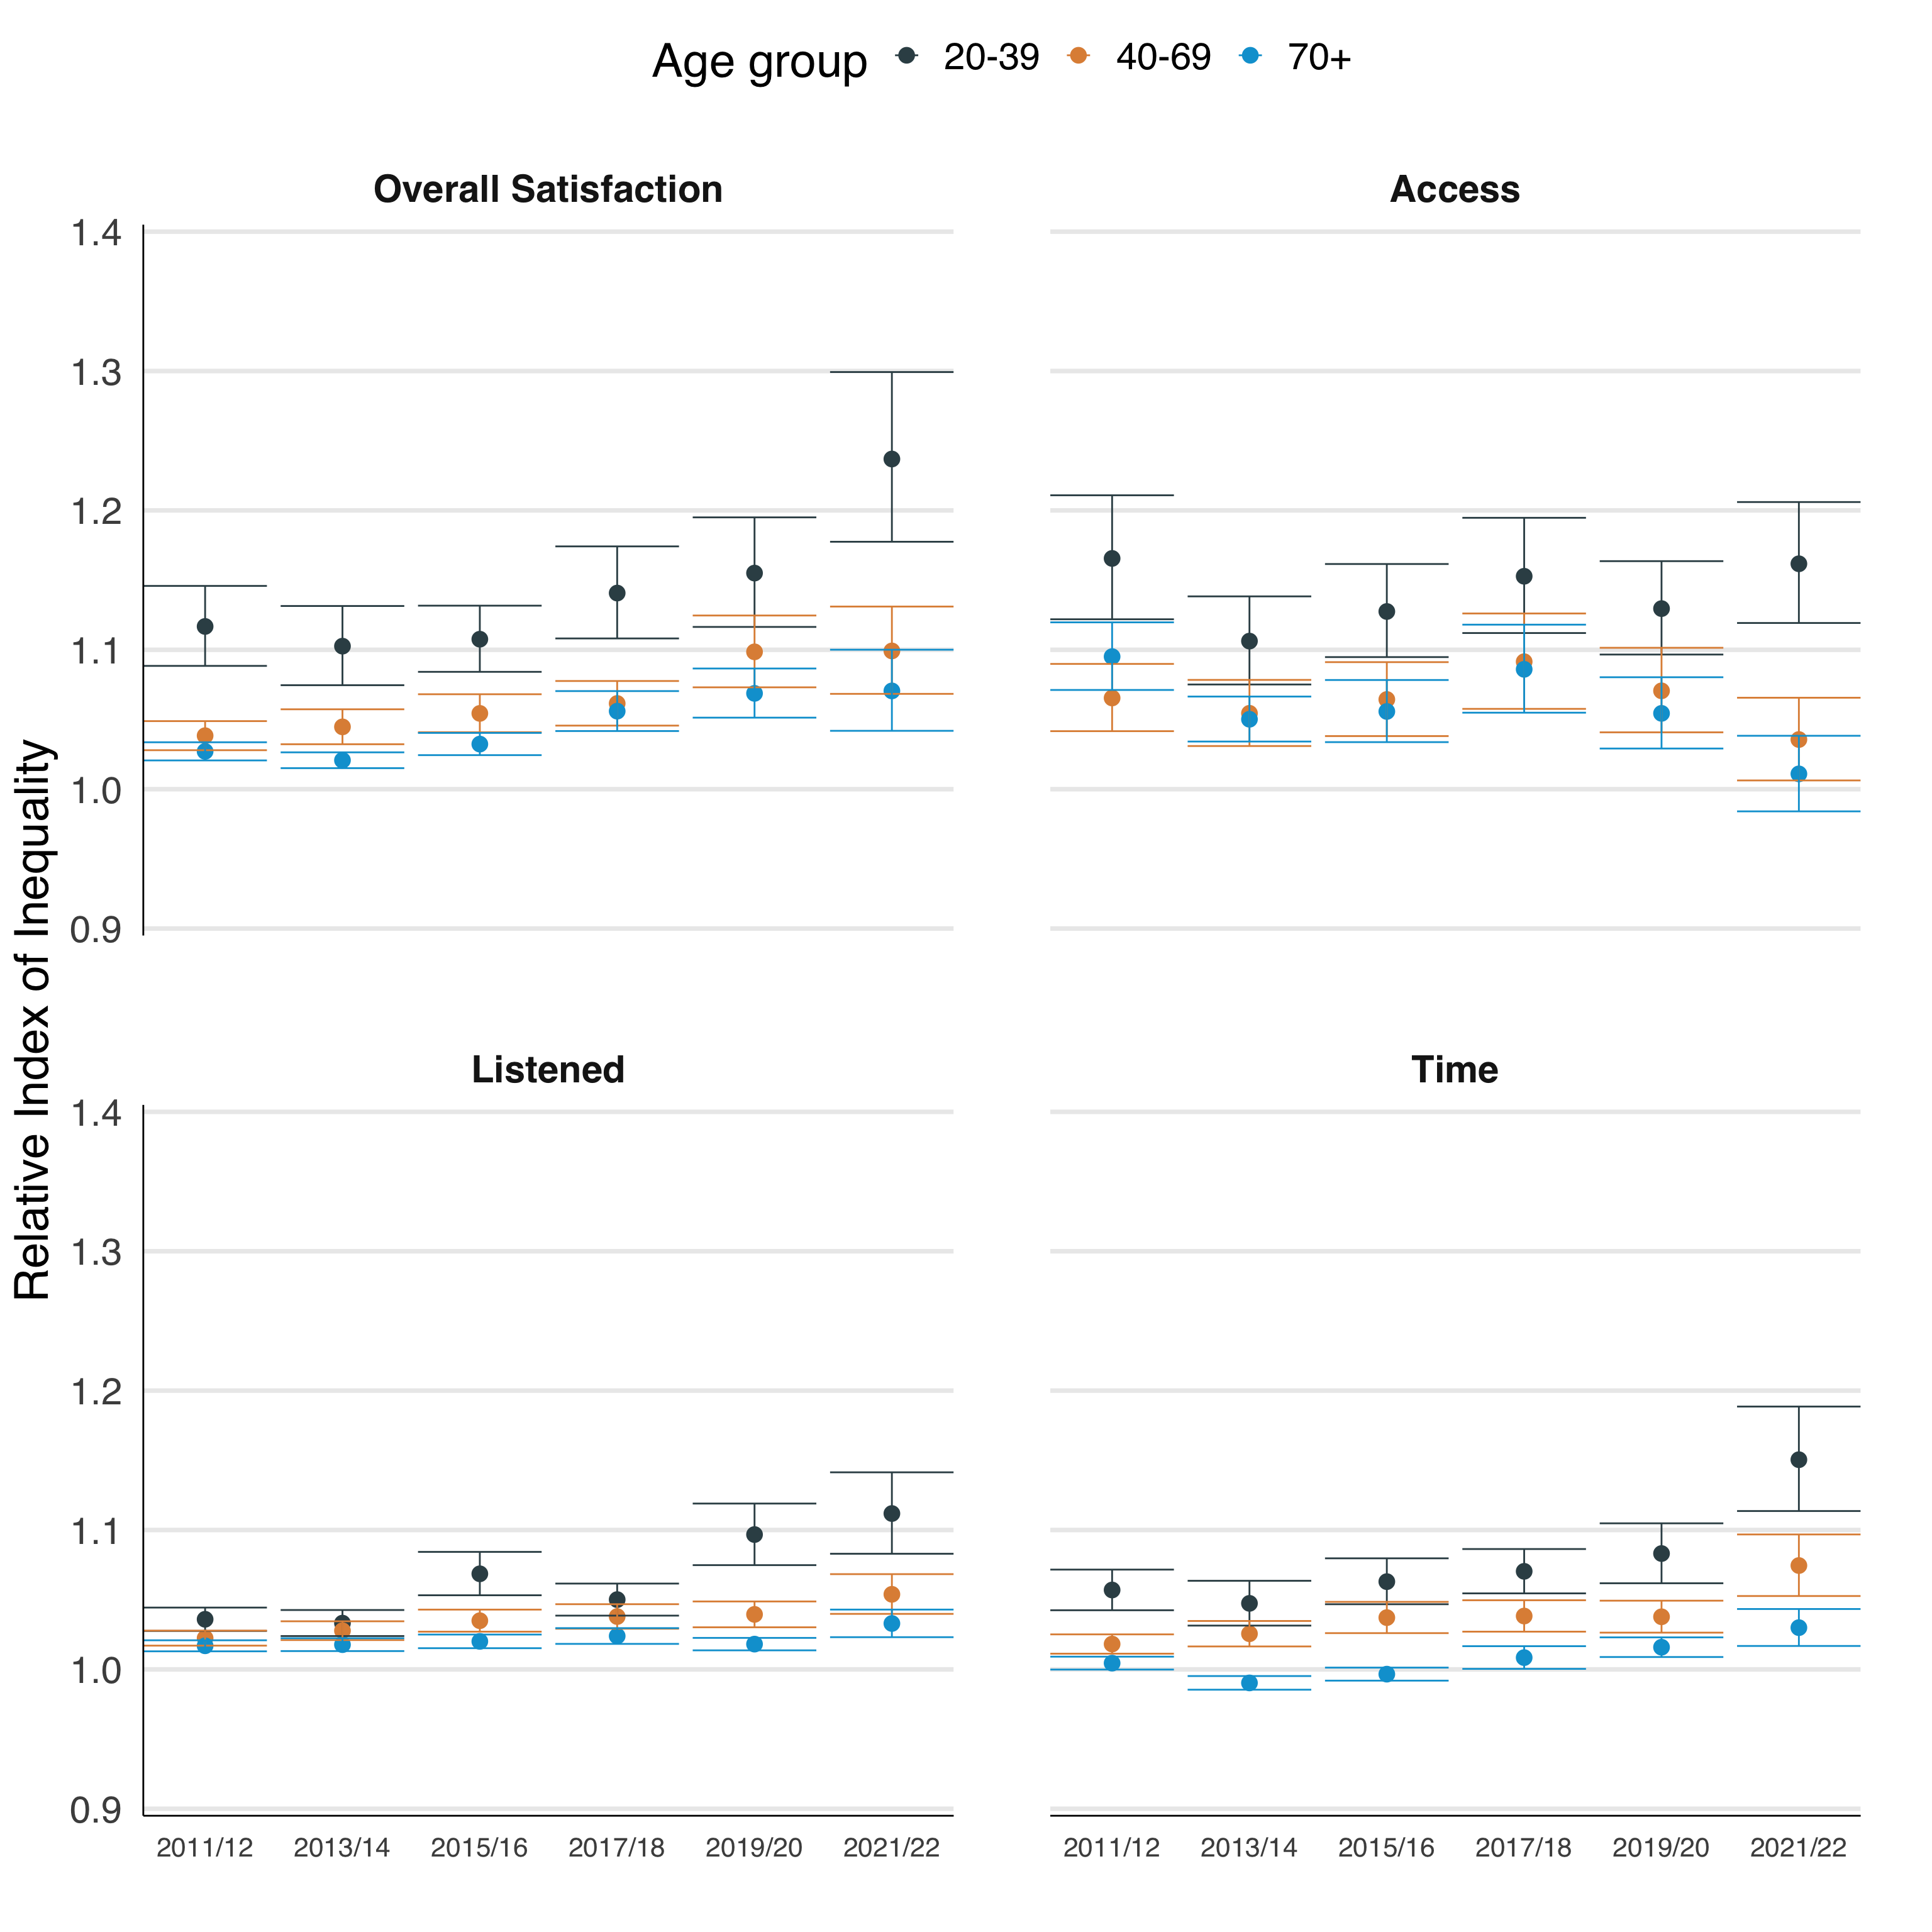 Age group 20-39 40-69 70+
Overall Satisfaction
Access
1.4
1.3
1.2
1.1
1.0
0.9
Relative Index of Inequality
Listened
Time
1.4
1.3
1.2
1.1
1.0
0.9
2011/12 2013/14 2015/16 2017/18 2019/20 2021/22
2011/12 2013/14 2015/16 2017/18 2019/20 2021/22